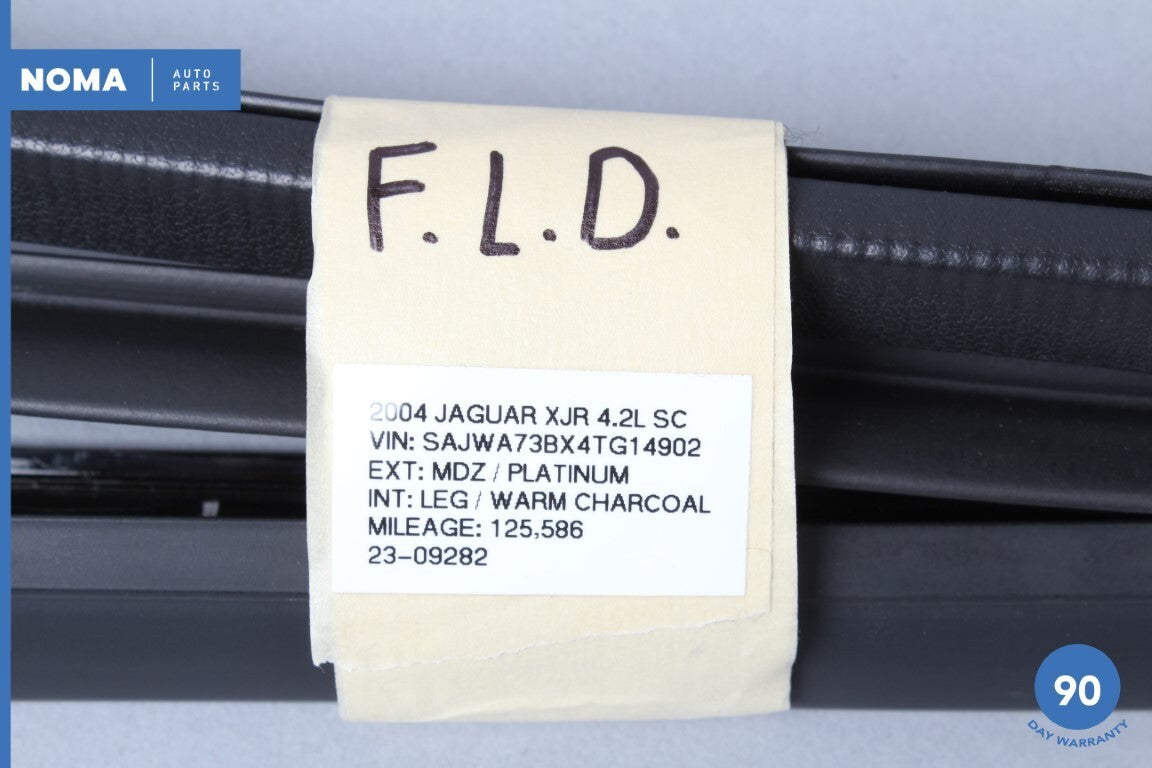 NOMA AUTO PARTS
F.L.D.
2004 JAGUAR XJR 4.2L SC
VIN: SAJWA73BX4TG14902
EXT: MDZ / PLATINUM
INT: LEG / WARM CHARCOAL
MILEAGE: 125,586
23-09282
90
DAY WARRANTY